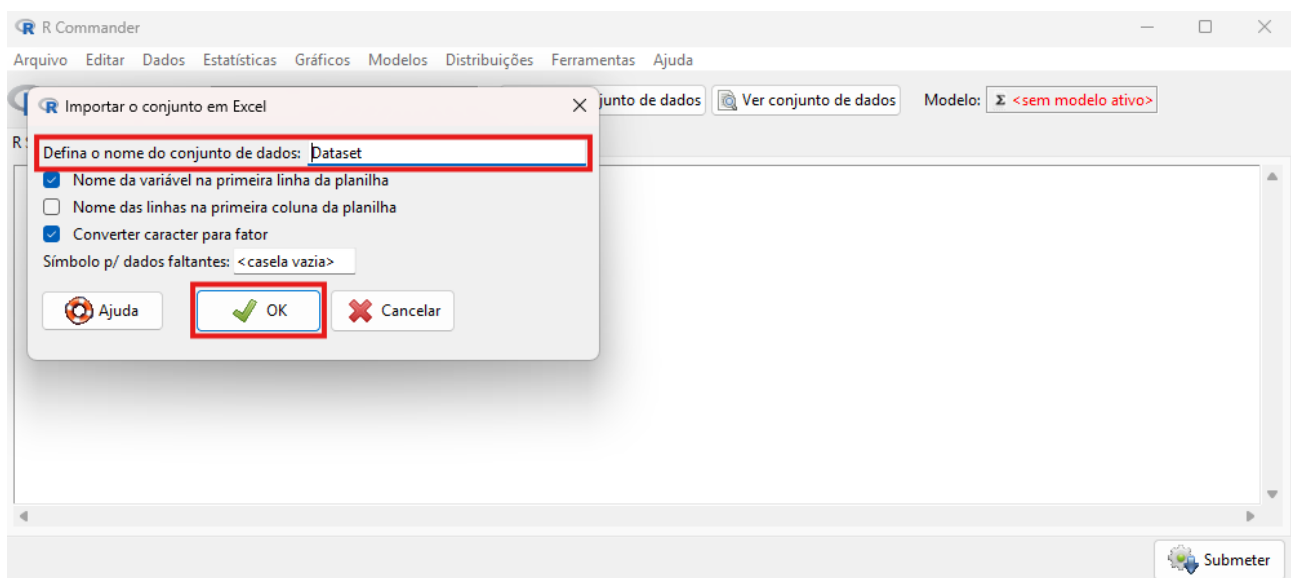 R Commander
Arquivo Editar Dados Estatísticas Gráficos Modelos Distribuições Ferramentas Ajuda
Importar o conjunto em Excel
junto de dados Ver conjunto de dados Modelo: Σ <sem modelo ativo>
R
Defina o nome do conjunto de dados: Dataset
Nome da variável na primeira linha da planilha
Nome das linhas na primeira coluna da planilha
Converter caracter para fator
Símbolo p/ dados faltantes: <casela vazia>
Ajuda OK Cancelar
Submeter